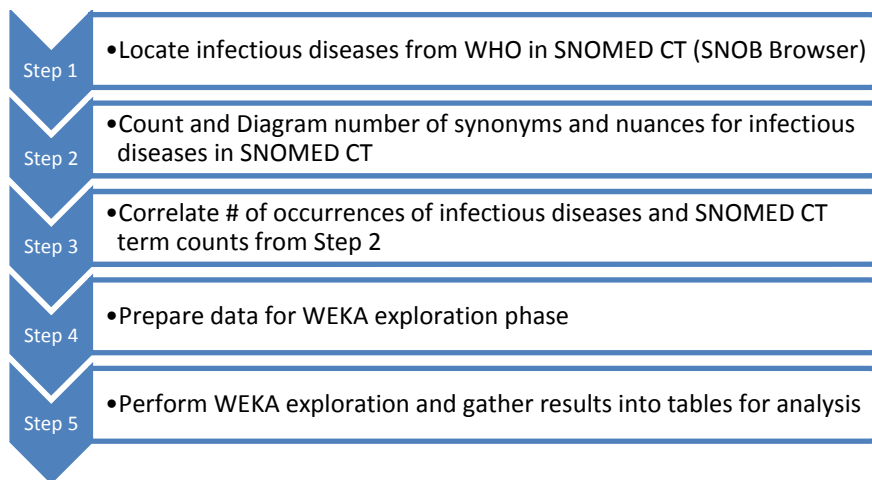 Step 1
•Locate infectious diseases from WHO in SNOMED CT (SNOB Browser)
Step 2
•Count and Diagram number of synonyms and nuances for infectious
diseases in SNOMED CT
Step 3
•Correlate # of occurrences of infectious diseases and SNOMED CT
term counts from Step 2
Step 4
•Prepare data for WEKA exploration phase
Step 5
•Perform WEKA exploration and gather results into tables for analysis